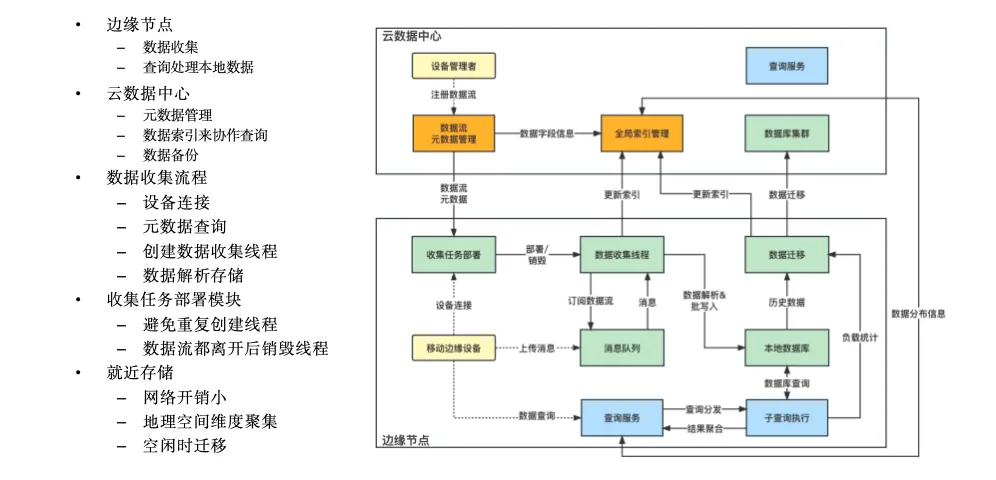 • 边缘节点
– 数据收集
– 查询处理本地数据
• 云数据中心
– 元数据管理
– 数据索引来协作查询
– 数据备份
• 数据收集流程
– 设备连接
– 元数据查询
– 创建数据收集线程
– 数据解析存储
• 收集任务部署模块
– 避免重复创建线程
– 数据流都离开后销毁线程
• 就近存储
– 网络开销小
– 地理空间维度聚集
– 空闲时迁移
云数据中心
设备管理者
查询服务
注册数据流
数据流
元数据管理
数据字段信息
全局索引管理
数据库集群
数据流
元数据
更新索引
更新索引
数据迁移
收集任务部署
部署/
销毁
数据收集线程
数据迁移
设备连接
订阅数据流
消息
数据解析&
批写入
历史数据
数据分布信息
负载统计
移动边缘设备
上传消息
消息队列
本地数据库
数据库查询
数据查询
查询服务
查询分发
结果聚合
子查询执行
边缘节点